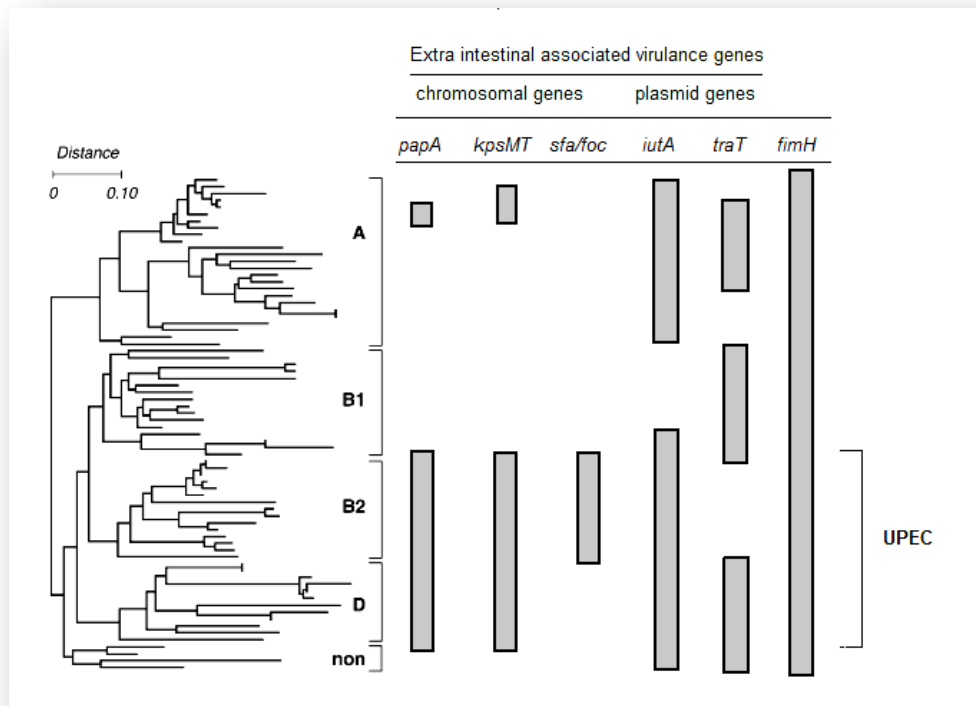 Extra intestinal associated virulance genes
chromosomal genes plasmid genes
papA kpsMT sfa/foc iutA traT fimH
Distance
0 0.10
A
B1
B2
UPEC
D
non